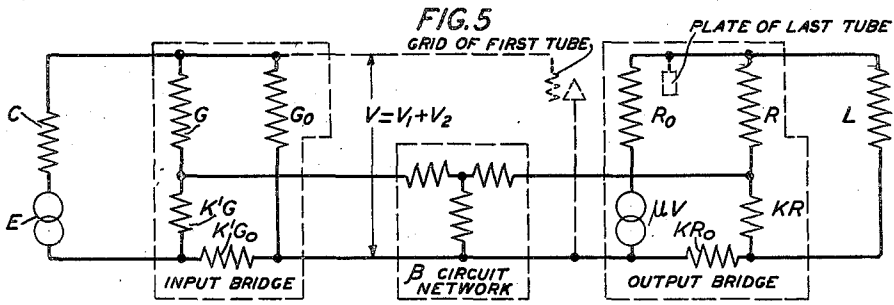 FIG. 5
GRID OF FIRST TUBE
PLATE OF LAST TUBE
C
G
G₀
V=V₁+V₂
R₀
R
L
E
K'G
K'G₀
μV
KR
KR₀
INPUT BRIDGE
β CIRCUIT
NETWORK
OUTPUT BRIDGE